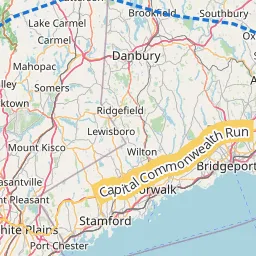 Southbury
Brookfield
Lake Carmel
Carmel
Danbury
Mahopac
Somers
Ridgefield
Lewisboro
Mount Kisco
Wilton
Capital Commonwealth Run
Bridgeport
Stamford
Port Chester